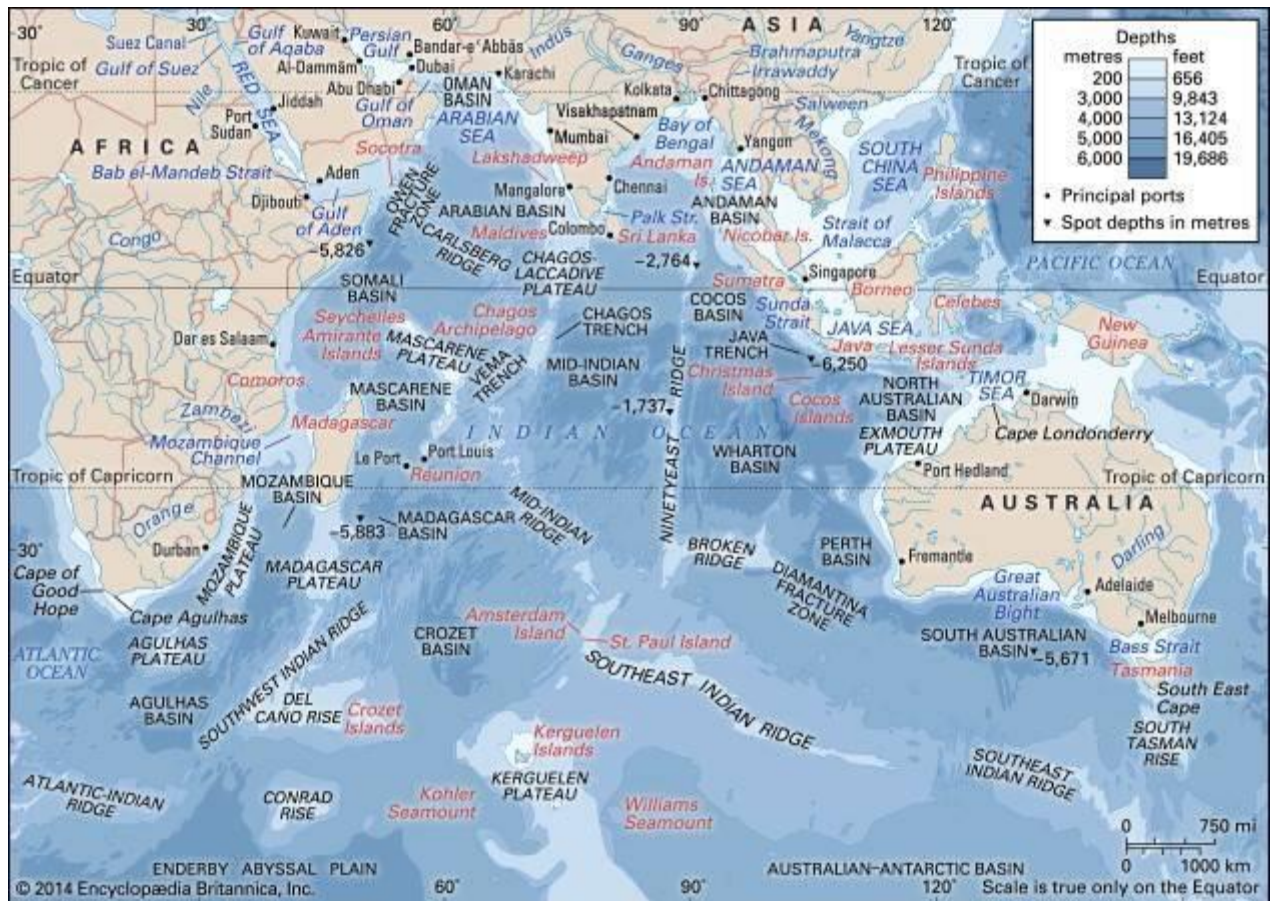 30°
60°
90°
120°
ASIA
Suez Canal
Gulf of Aqaba
Kuwait
Persian Gulf
Bandar-e ʿAbbās
Indus
Ganges
Brahmaputra
Yangtze
Irrawaddy
-30°
Gulf of Suez
Al-Dammām
Dubai
Karachi
Tropic of Cancer
Abu Dhabi
OMAN BASIN
Kolkata
Chittagong
Tropic of Cancer
Nile
RED SEA
Jiddah
Gulf of Oman
ARABIAN SEA
Visakhapatnam
Salween
Mekong
Port Sudan
Mumbai
Bay of Bengal
Yangon
SOUTH CHINA SEA
AFRICA
Socotra
Lakshadweep
Andaman Is.
ANDAMAN SEA
Philippine Islands
Bab el-Mandeb Strait
Aden
OWEN FRACTURE ZONE
Mangalore
Chennai
ANDAMAN BASIN
Djibouti
Gulf of Aden
ARABIAN BASIN
Palk Str.
Strait of Malacca
Congo
-5,826
CARLSBERG RIDGE
Maldives
Colombo
Sri Lanka
Nicobar Is.
CHAGOS-LACCADIVE PLATEAU
-2,764
PACIFIC OCEAN
Equator
SOMALI BASIN
Sumatra
Singapore
Borneo
Celebes
Equator
Seychelles
Chagos Archipelago
CHAGOS TRENCH
COCOS BASIN
Sunda Strait
JAVA SEA
New Guinea
Dar es Salaam
Amirante Islands
MASCARENE PLATEAU
VEMA TRENCH
MID-INDIAN BASIN
JAVA TRENCH
Java
-6,250
Lesser Sunda Islands
Comoros
MASCARENE BASIN
Christmas Island
Cocos Islands
NORTH AUSTRALIAN BASIN
TIMOR SEA
Darwin
Zambezi
Madagascar
-1,737
NINETYEAST RIDGE
Mozambique Channel
INDIAN OCEAN
EXMOUTH PLATEAU
Cape Londonderry
Le Port
Port Louis
Reunion
WHARTON BASIN
Port Hedland
Tropic of Capricorn
MOZAMBIQUE BASIN
Tropic of Capricorn
Orange
-5,883
MADAGASCAR BASIN
MID-INDIAN RIDGE
AUSTRALIA
-30°
Durban
MOZAMBIQUE PLATEAU
MADAGASCAR PLATEAU
BROKEN RIDGE
PERTH BASIN
Fremantle
Darling
-30°
Cape of Good Hope
DIAMANTINA FRACTURE ZONE
Great Australian Bight
Adelaide
Cape Agulhas
Amsterdam Island
Melbourne
ATLANTIC OCEAN
AGULHAS PLATEAU
SOUTHWEST INDIAN RIDGE
CROZET BASIN
St. Paul Island
SOUTH AUSTRALIAN BASIN
-5,671
Bass Strait
SOUTHEAST INDIAN RIDGE
Tasmania
AGULHAS BASIN
DEL CAÑO RISE
Crozet Islands
South East Cape
Kerguelen Islands
SOUTH TASMAN RISE
ATLANTIC-INDIAN RIDGE
CONRAD RISE
Kohler Seamount
KERGUELEN PLATEAU
Williams Seamount
SOUTHEAST INDIAN RIDGE
ENDERBY ABYSSAL PLAIN
AUSTRALIAN–ANTARCTIC BASIN
0 750 mi
0 1000 km
© 2014 Encyclopædia Britannica, Inc.
60°
90°
120°
Scale is true only on the Equator
Depths
metres feet
200 656
3,000 9,843
4,000 13,124
5,000 16,405
6,000 19,686
• Principal ports
▾ Spot depths in metres